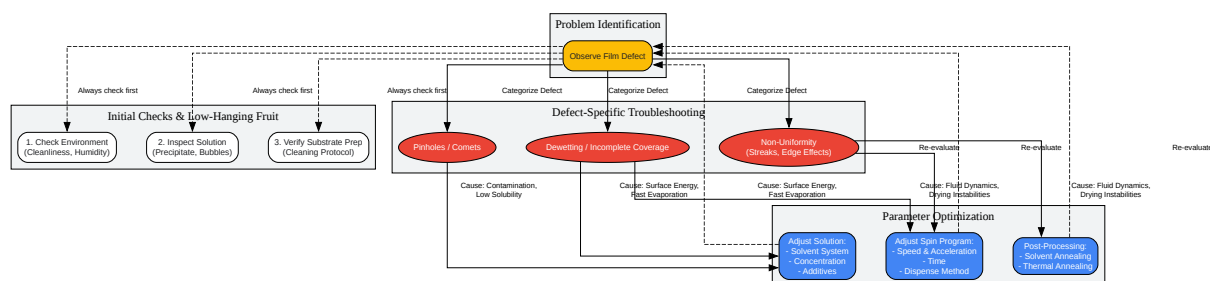 Problem Identification
Observe Film Defect
Always check first
Always check first
Always check first
Categorize Defect
Categorize Defect
Categorize Defect
Initial Checks & Low-Hanging Fruit
1. Check Environment
(Cleanliness, Humidity)
2. Inspect Solution
(Precipitate, Bubbles)
3. Verify Substrate Prep
(Cleaning Protocol)
Defect-Specific Troubleshooting
Pinholes / Comets
Dewetting / Incomplete Coverage
Non-Uniformity
(Streaks, Edge Effects)
Re-evaluate
Re-evaluate
Re-evaluate
Cause: Contamination,
Low Solubility
Cause: Surface Energy,
Fast Evaporation
Cause: Surface Energy,
Fast Evaporation
Cause: Fluid Dynamics,
Drying Instabilities
Cause: Fluid Dynamics,
Drying Instabilities
Parameter Optimization
Adjust Solution:
- Solvent System
- Concentration
- Additives
Adjust Spin Program:
- Speed & Acceleration
- Time
- Dispense Method
Post-Processing:
- Solvent Annealing
- Thermal Annealing